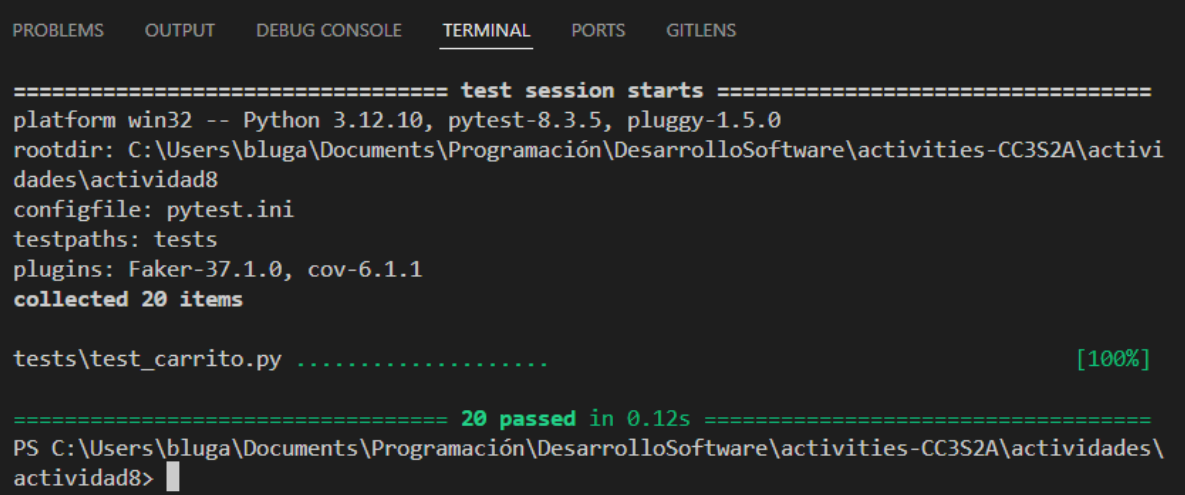 PROBLEMS OUTPUT DEBUG CONSOLE TERMINAL PORTS GITLENS
================================== test session starts ==================================
platform win32 -- Python 3.12.10, pytest-8.3.5, pluggy-1.5.0
rootdir: C:\Users\bluga\Documents\Programación\DesarrolloSoftware\activities-CC3S2A\activi
dades\actividad8
configfile: pytest.ini
testpaths: tests
plugins: Faker-37.1.0, cov-6.1.1
collected 20 items
tests\test_carrito.py .................... [100%]
================================== 20 passed in 0.12s ===================================
PS C:\Users\bluga\Documents\Programación\DesarrolloSoftware\activities-CC3S2A\actividades\
actividad8>